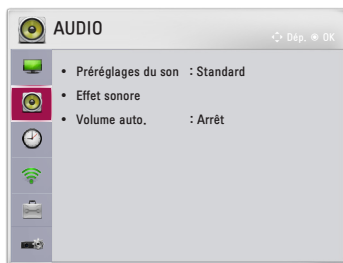 AUDIO
Dép. OK
• Préréglages du son : Standard
• Effet sonore
• Volume auto. : Arrêt